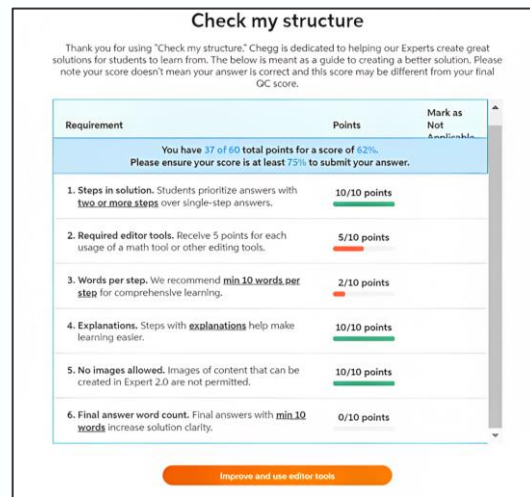 Check my structure
Thank you for using "Check my structure." Chegg is dedicated to helping our Experts create great
solutions for students to learn from. The below is meant as a guide to creating a better solution. Please
note your score doesn't mean your answer is correct and this score may be different from your final
QC score.
Requirement Points Mark as
Not
Applicable
You have 37 of 60 total points for a score of 62%.
Please ensure your score is at least 75% to submit your answer.
1. Steps in solution. Students prioritize answers with 10/10 points
two or more steps over single-step answers.
2. Required editor tools. Receive 5 points for each 5/10 points
usage of a math tool or other editing tools.
3. Words per step. We recommend min 10 words per 2/10 points
step for comprehensive learning.
4. Explanations. Steps with explanations help make 10/10 points
learning easier.
5. No images allowed. Images of content that can be 10/10 points
created in Expert 2.0 are not permitted.
6. Final answer word count. Final answers with min 10 0/10 points
words increase solution clarity.
Improve and use editor tools